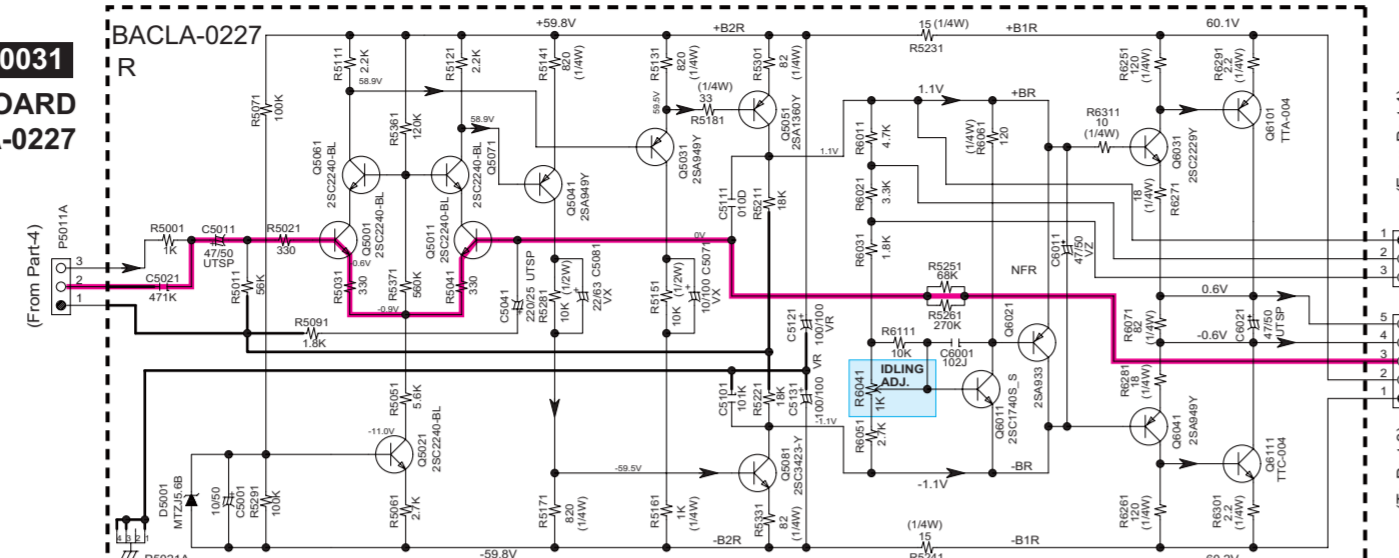 BACLA-0227
R
0031
OARD
-0227
+59.8V
+B2R
15 (1/4W)
R5231
+B1R
60.1V
R5111
2.2K
R5121
2.2K
R5141
820
(1/4W)
R5131
820
(1/4W)
R5301
82
(1/4W)
R6251
120
(1/4W)
R6291
2.2
(1/4W)
58.9V
R5071
100K
R5361
120K
58.9V
59.5V
(1/4W)
33
R5181
Q5051
2SA1360Y
1.1V
+BR
R6311
10
(1/4W)
Q6101
TTA-004
Q5061
2SC2240-BL
Q5071
2SC2240-BL
Q5041
2SA949Y
Q5031
2SA949Y
1.1V
R6011
4.7K
(1/4W)
R6061
120
Q6031
2SC2229Y
R6021
3.3K
18
(1/4W)
R6271
P5011A
(From Part-4)
3
2
1
R5001
1K
C5011
47/50
UTSP
R5021
330
Q5001
2SC2240-BL
Q5011
2SC2240-BL
C5111
010D
R5211
18K
0V
R6031
1.8K
C6011
47/50
VZ
NFR
C5021
471K
R5011
56K
-0.6V
R5031
330
R5371
560K
R5041
330
-0.9V
C5041
220/25 UTSP
R5281
10K
(1/2W)
C5081
22/63
VX
R5151
10K
(1/2W)
C5071
10/100
VX
R5251
68K
R5261
270K
0.6V
-0.6V
R6071
82
(1/4W)
C6021
47/50
UTSP
R5091
1.8K
C5121
100/100
VR
R6111
10K
C6001
102J
Q6021
2SA933
IDLING
ADJ.
R6041
1K
R5051
5.6K
C5101
101K
R5221
18K
C5131
100/100
VR
R6051
2.7K
Q6011
2SC1740S_S
R6281
18
(1/4W)
Q6041
2SA949Y
-11.0V
Q5021
2SC2240-BL
-1.1V
-59.5V
Q5081
2SC3423-Y
-BR
-1.1V
Q6111
TTC-004
D5001
MTZJ5.6B
10/50
C5001
R5291
100K
R5061
2.7K
R5171
820
(1/4W)
R5161
1K
(1/4W)
R5331
82
(1/4W)
R6261
120
(1/4W)
R6301
2.2
(1/4W)
4 3 2 1
-59.8V
-B2R
(1/4W)
15
-B1R
1
2
3
5
4
3
2
1